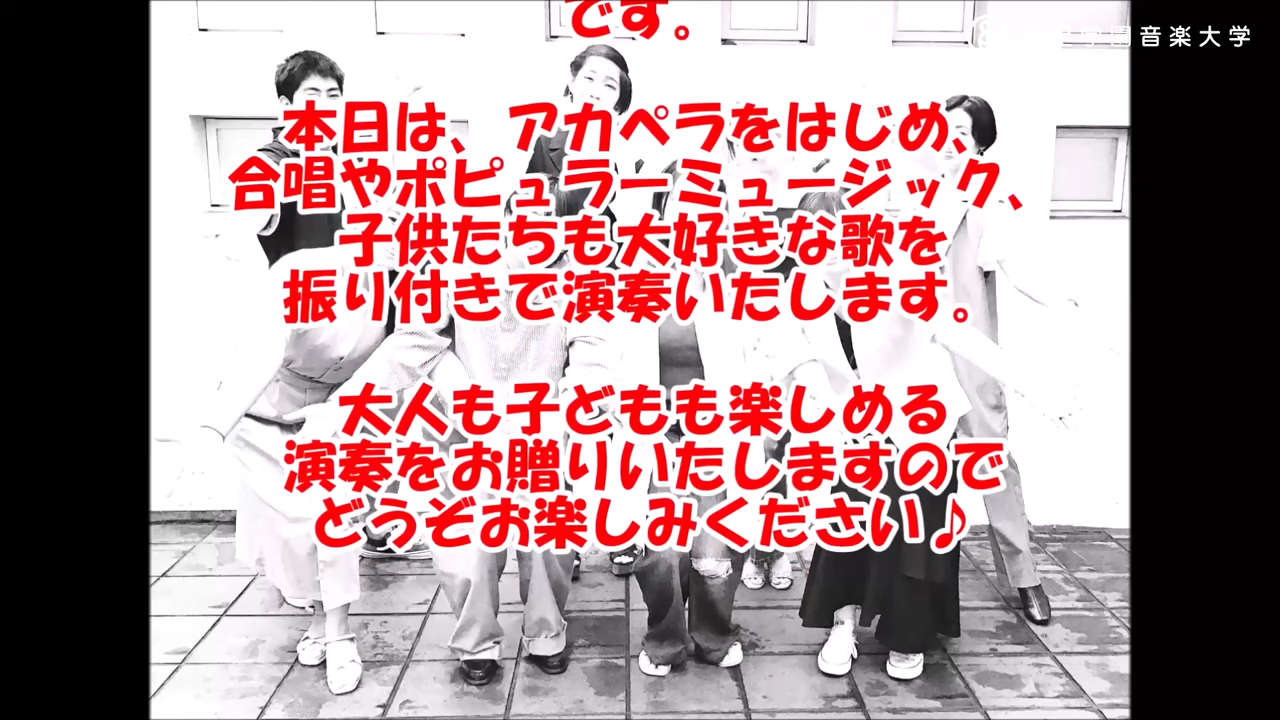 です。
学園音楽大学
本日は、アカペラをはじめ、
合唱やポピュラーミュージック、
子供たちも大好きな歌を
振り付きで演奏いたします。
大人も子どもも楽しめる
演奏をお贈りいたしますので
どうぞお楽しみください♪